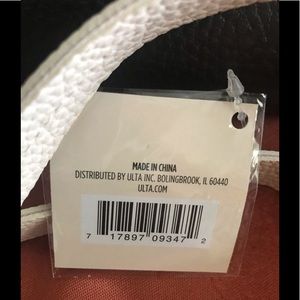 MADE IN CHINA
DISTRIBUTED BY ULTA INC, BOLINGBROOK, IL 60440
ULTA.COM
7 17897 09347 2